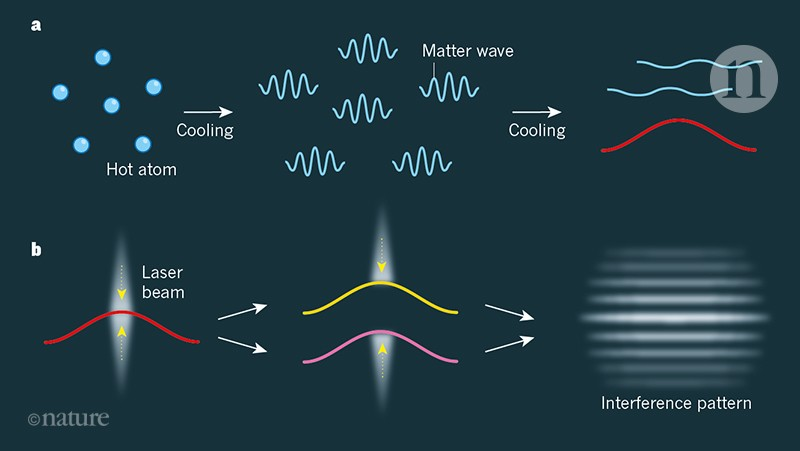 a
Matter wave
n
Cooling
Cooling
Hot atom
b
Laser
beam
Interference pattern
©nature